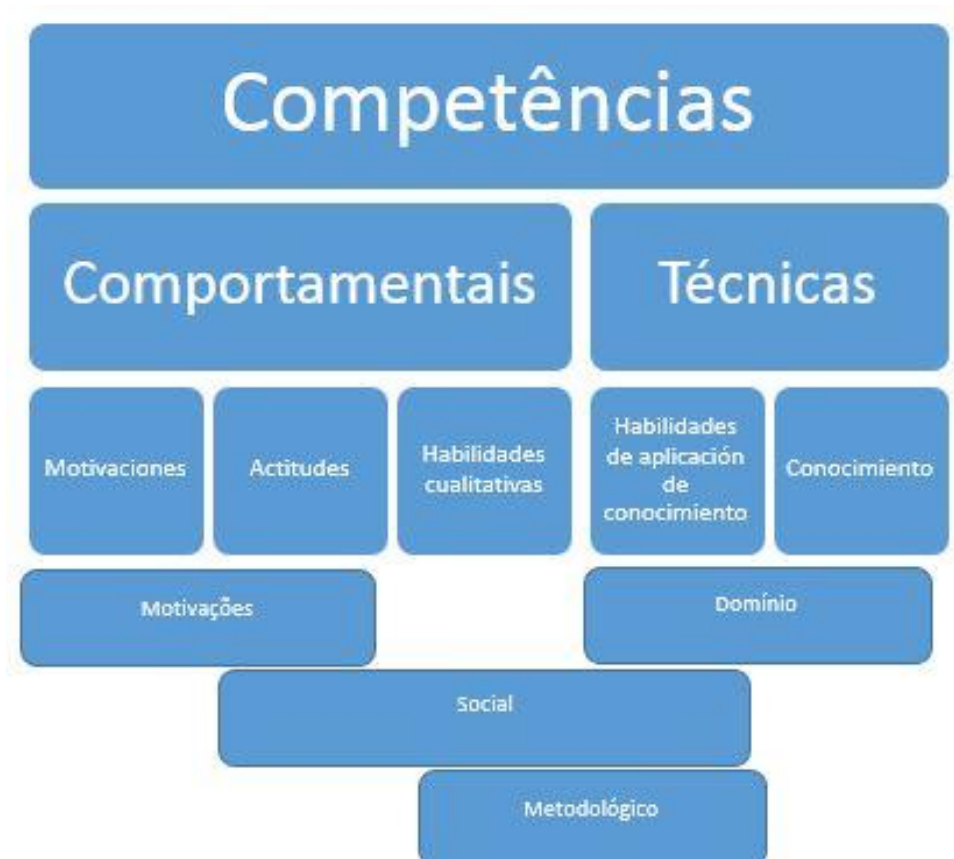 Competências
Comportamentais
Técnicas
Motivaciones
Actitudes
Habilidades
cualitativas
Habilidades
de aplicación
de
conocimiento
Conocimiento
Motivações
Domínio
Social
Metodológico